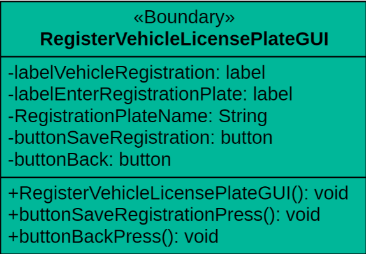 «Boundary»
RegisterVehicleLicensePlateGUI
-labelVehicleRegistration: label
-labelEnterRegistrationPlate: label
-RegistrationPlateName: String
-buttonSaveRegistration: button
-buttonBack: button
+RegisterVehicleLicensePlateGUI(): void
+buttonSaveRegistrationPress(): void
+buttonBackPress(): void